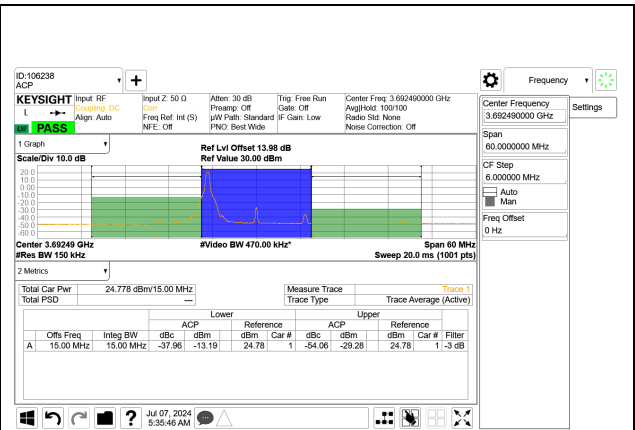 ID:106238
ACP
Frequency
KEYSIGHT
L
PASS
Input: RF
Coupling: DC
Align: Auto
Input Z: 50 Ω
Corr
Freq Ref: Int (S)
NFE: Off
Atten: 30 dB
Preamp: Off
µW Path: Standard
PNO: Best Wide
Trig: Free Run
Gate: Off
IF Gain: Low
Center Freq: 3.692490000 GHz
Avg|Hold: 100/100
Radio Std: None
Noise Correction: Off
Center Frequency
3.692490000 GHz
Settings
Span
60.0000000 MHz
CF Step
6.000000 MHz
Auto
Man
Freq Offset
0 Hz
1 Graph
Scale/Div 10.0 dB
Ref Lvl Offset 13.98 dB
Ref Value 30.00 dBm
20.0
10.0
0.00
-10.0
-20.0
-30.0
-40.0
-50.0
-60.0
Center 3.69249 GHz #Video BW 470.00 kHz* Span 60 MHz
#Res BW 150 kHz Sweep 20.0 ms (1001 pts)
2 Metrics
Total Car Pwr 24.778 dBm/15.00 MHz Measure Trace Trace 1
Total PSD --- Trace Type Trace Average (Active)
Lower Upper
ACP Reference ACP Reference
Offs Freq Integ BW dBc dBm dBm Car # dBc dBm dBm Car # Filter
A 15.00 MHz 15.00 MHz -37.96 -13.19 24.78 1 -54.06 -29.28 24.78 1 -3 dB
?
Jul 07, 2024
5:35:46 AM